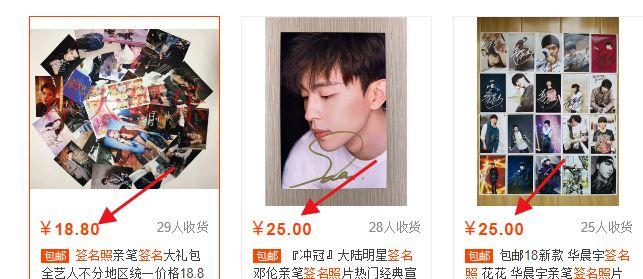 ¥18.80 29人收货
包邮 签名照亲笔签名大礼包
全艺人不分地区统一价格18.8
¥25.00 28人收货
包邮 『冲冠』大陆明星签名
邓伦亲笔签名照片热门经典宣
¥25.00 25人收货
包邮 包邮18新款 华晨宇签名
照 花花 华晨宇亲笔签名照片